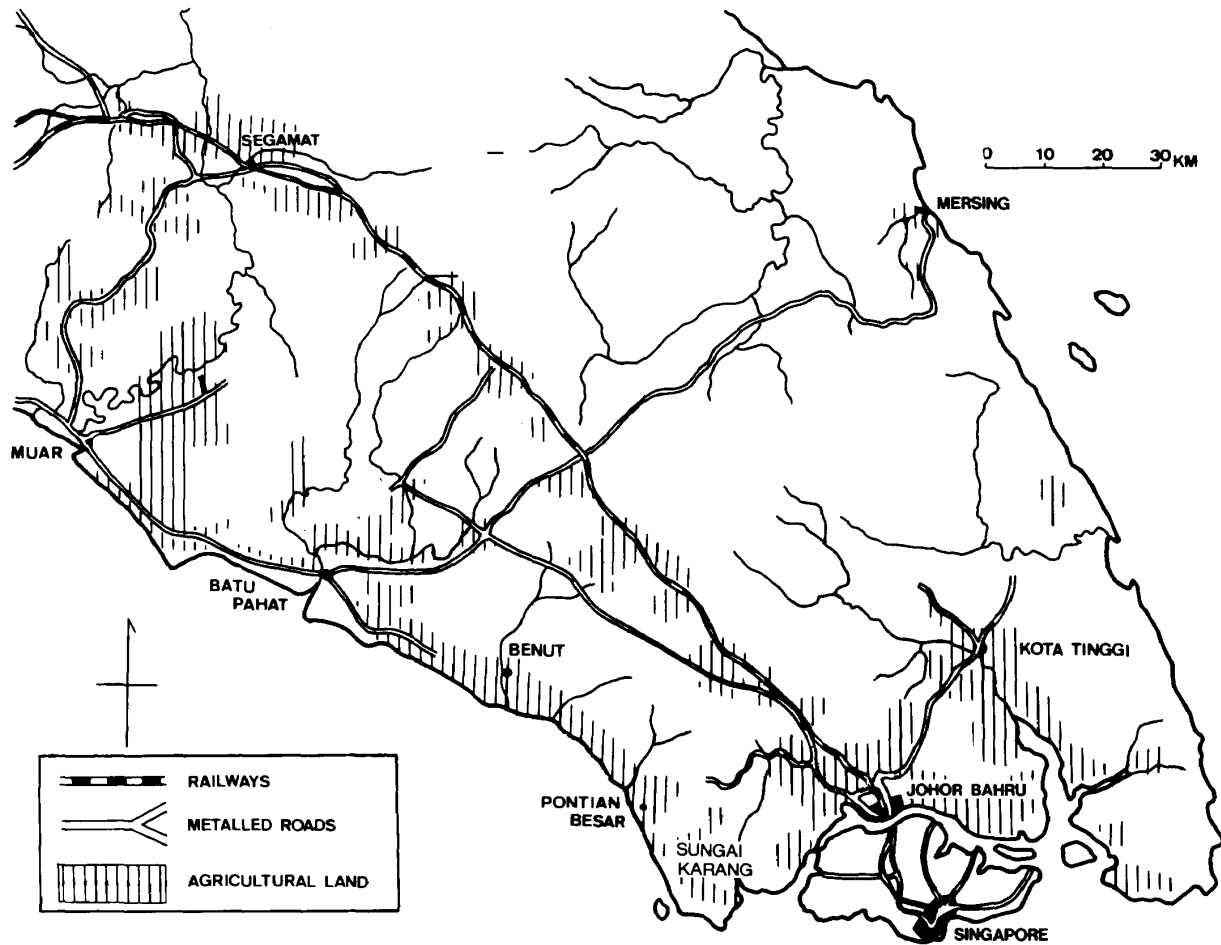 SEGAMAT
0 10 20 30 KM
MERSING
MUAR
BATU
PAHAT
BENUT
KOTA TINGGI
RAILWAYS
METALLED ROADS
AGRICULTURAL LAND
PONTIAN
BESAR
JOHOR BAHRU
SUNGAI
KARANG
SINGAPORE